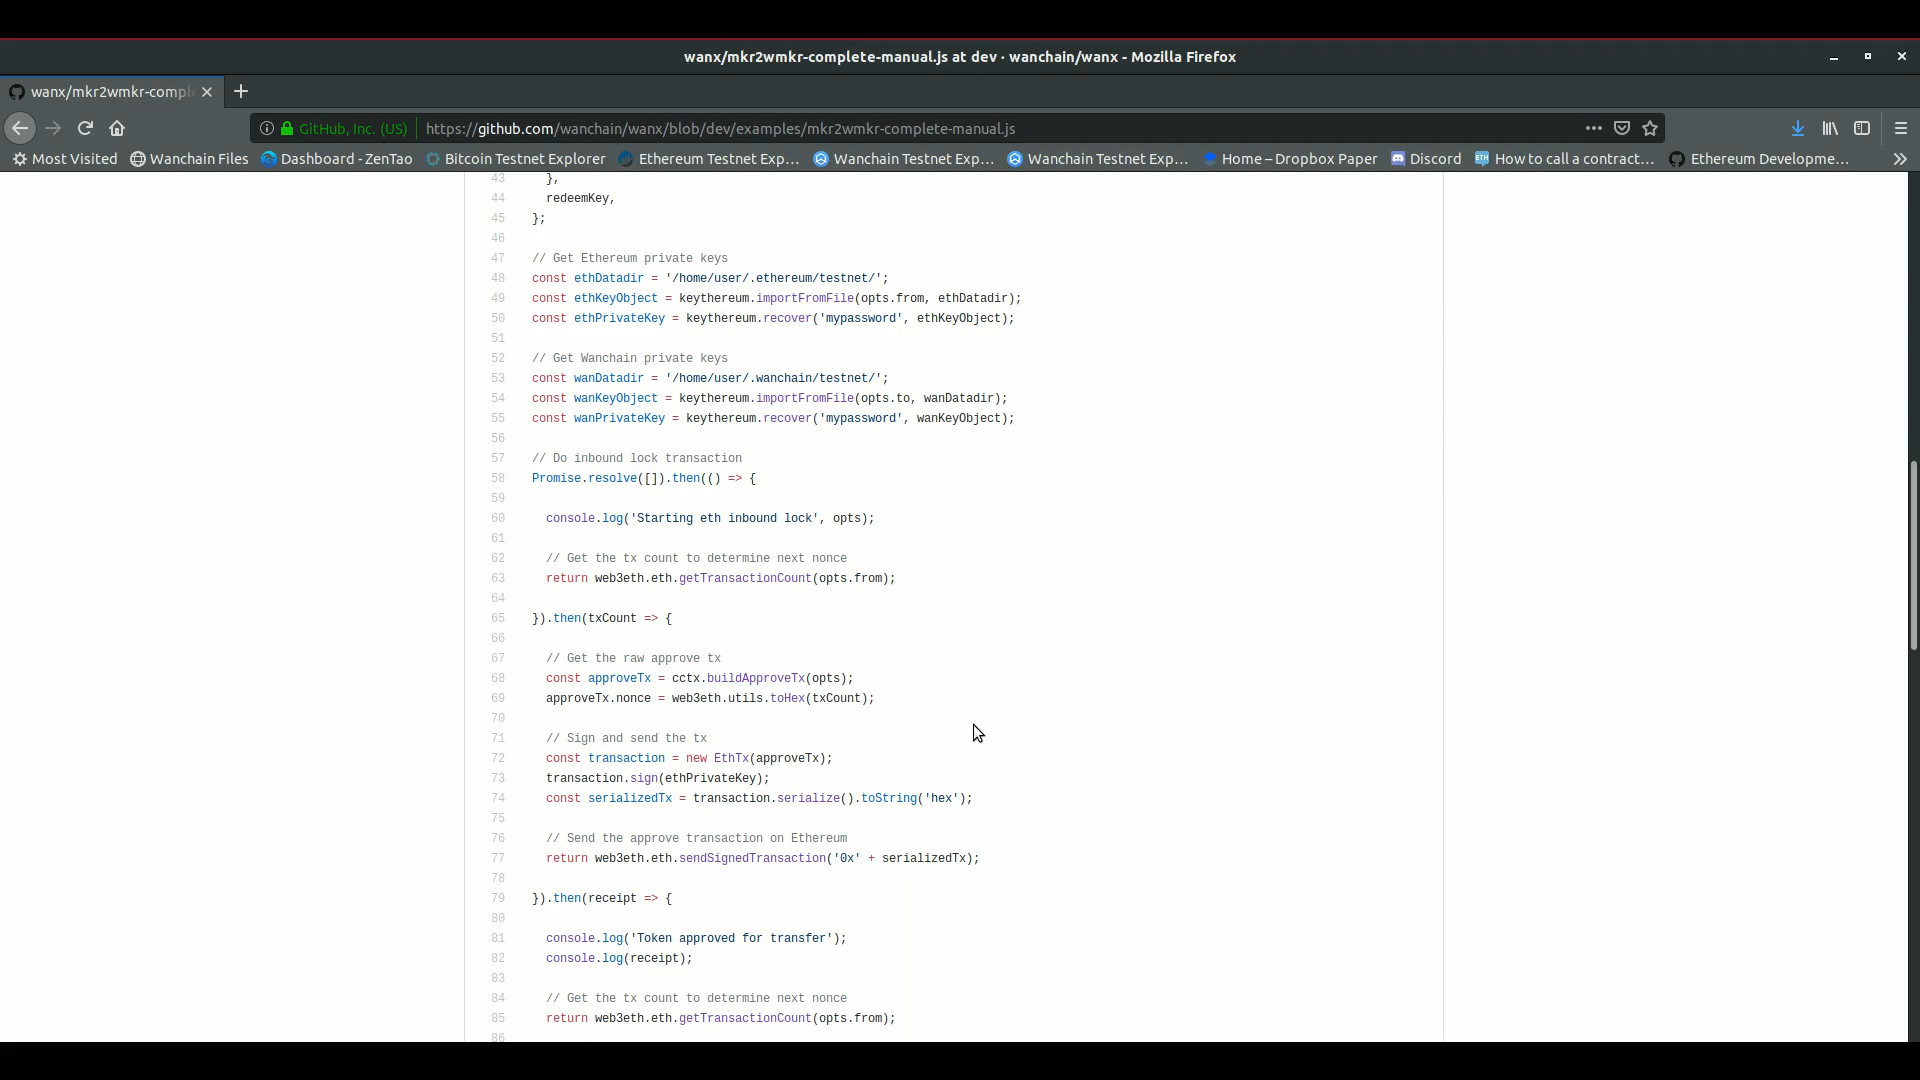 wanx/mkr2wmkr-complete-manual.js at dev · wanchain/wanx - Mozilla Firefox
wanx/mkr2wmkr-compl
GitHub, Inc. (US) https://github.com/wanchain/wanx/blob/dev/examples/mkr2wmkr-complete-manual.js
Most Visited Wanchain Files Dashboard - ZenTao Bitcoin Testnet Explorer Ethereum Testnet Exp… Wanchain Testnet Exp… Wanchain Testnet Exp… Home – Dropbox Paper Discord How to call a contract… Ethereum Developme…
43 },
44 redeemKey,
45 };
46
47 // Get Ethereum private keys
48 const ethDatadir = '/home/user/.ethereum/testnet/';
49 const ethKeyObject = keythereum.importFromFile(opts.from, ethDatadir);
50 const ethPrivateKey = keythereum.recover('mypassword', ethKeyObject);
51
52 // Get Wanchain private keys
53 const wanDatadir = '/home/user/.wanchain/testnet/';
54 const wanKeyObject = keythereum.importFromFile(opts.to, wanDatadir);
55 const wanPrivateKey = keythereum.recover('mypassword', wanKeyObject);
56
57 // Do inbound lock transaction
58 Promise.resolve([]).then(() => {
59
60 console.log('Starting eth inbound lock', opts);
61
62 // Get the tx count to determine next nonce
63 return web3eth.eth.getTransactionCount(opts.from);
64
65 }).then(txCount => {
66
67 // Get the raw approve tx
68 const approveTx = cctx.buildApproveTx(opts);
69 approveTx.nonce = web3eth.utils.toHex(txCount);
70
71 // Sign and send the tx
72 const transaction = new EthTx(approveTx);
73 transaction.sign(ethPrivateKey);
74 const serializedTx = transaction.serialize().toString('hex');
75
76 // Send the approve transaction on Ethereum
77 return web3eth.eth.sendSignedTransaction('0x' + serializedTx);
78
79 }).then(receipt => {
80
81 console.log('Token approved for transfer');
82 console.log(receipt);
83
84 // Get the tx count to determine next nonce
85 return web3eth.eth.getTransactionCount(opts.from);
86